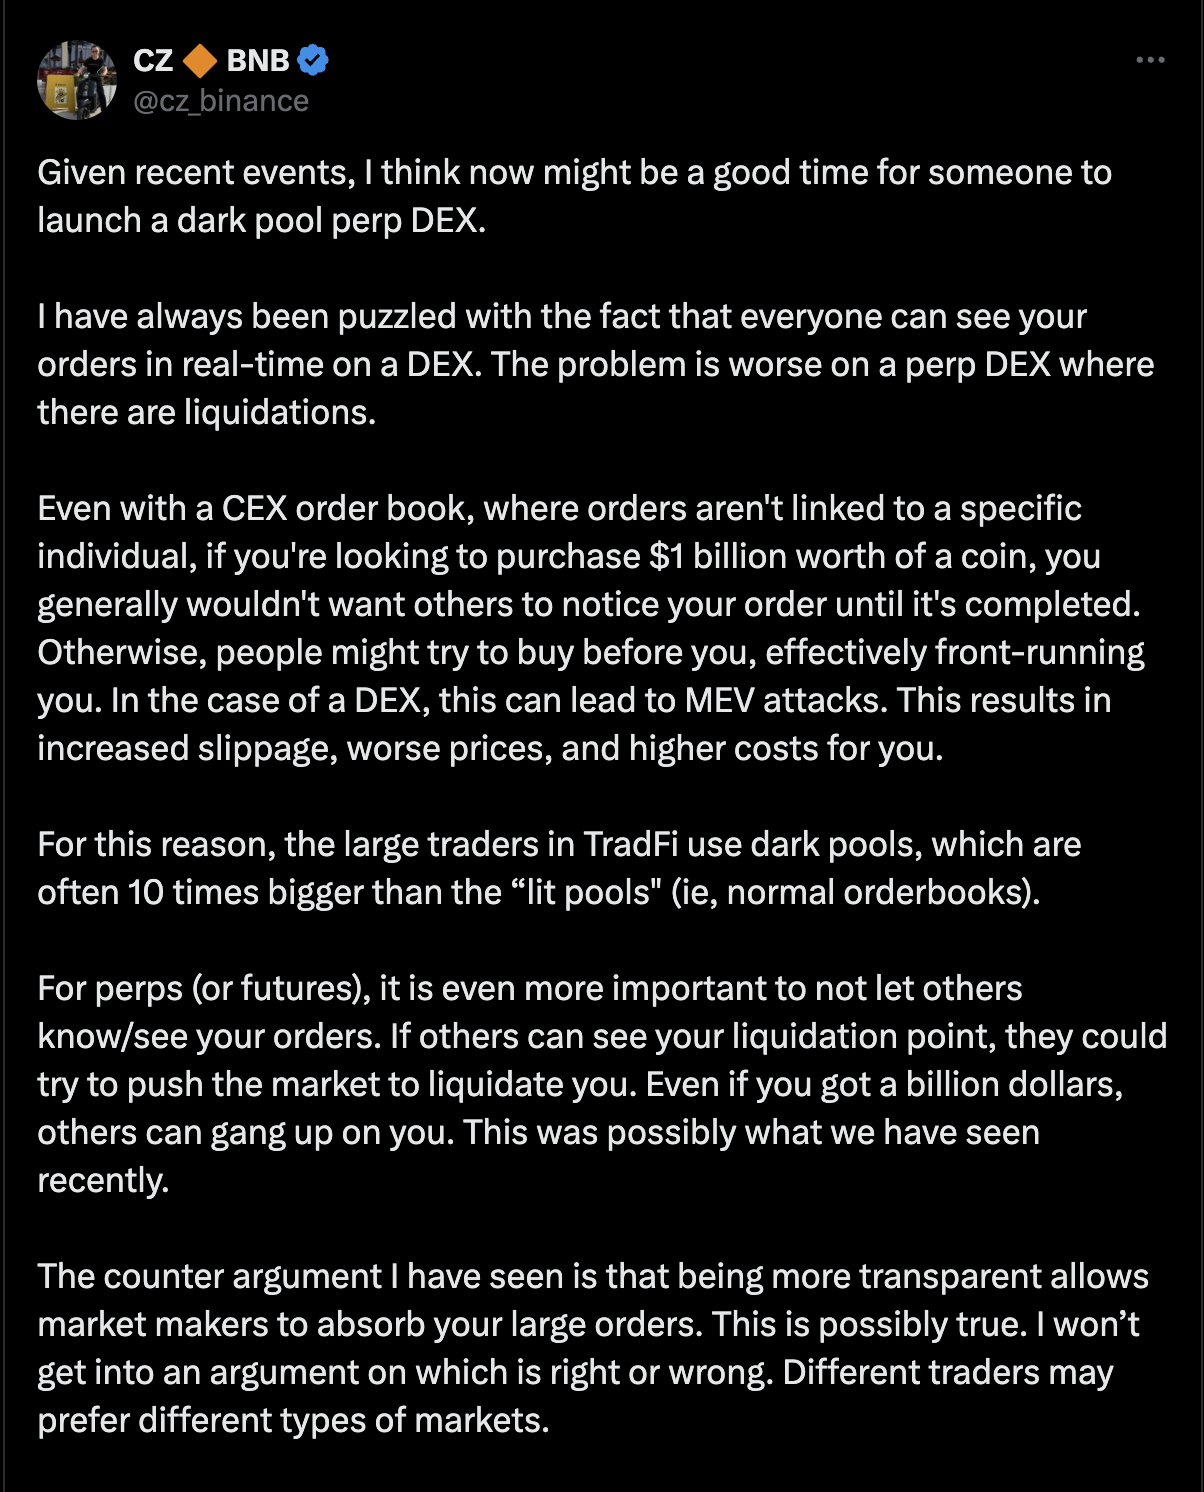 CZ 🔶 BNB
@cz_binance
Given recent events, I think now might be a good time for someone to
launch a dark pool perp DEX.
I have always been puzzled with the fact that everyone can see your
orders in real-time on a DEX. The problem is worse on a perp DEX where
there are liquidations.
Even with a CEX order book, where orders aren't linked to a specific
individual, if you're looking to purchase $1 billion worth of a coin, you
generally wouldn't want others to notice your order until it's completed.
Otherwise, people might try to buy before you, effectively front-running
you. In the case of a DEX, this can lead to MEV attacks. This results in
increased slippage, worse prices, and higher costs for you.
For this reason, the large traders in TradFi use dark pools, which are
often 10 times bigger than the “lit pools" (ie, normal orderbooks).
For perps (or futures), it is even more important to not let others
know/see your orders. If others can see your liquidation point, they could
try to push the market to liquidate you. Even if you got a billion dollars,
others can gang up on you. This was possibly what we have seen
recently.
The counter argument I have seen is that being more transparent allows
market makers to absorb your large orders. This is possibly true. I won’t
get into an argument on which is right or wrong. Different traders may
prefer different types of markets.